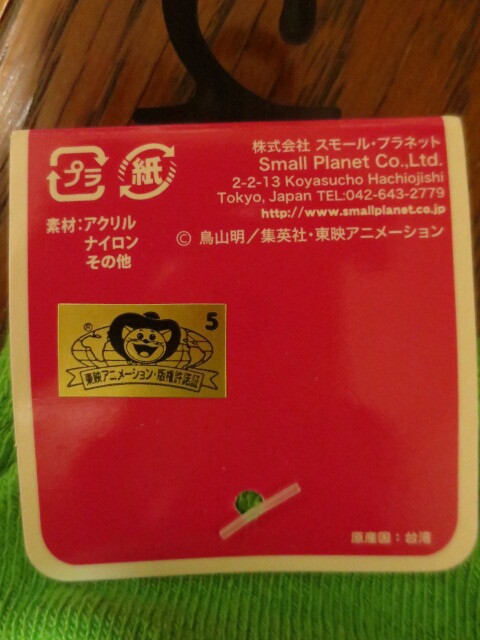 株式会社 スモール・プラネット
Small Planet Co.,Ltd.
2-2-13 Koyasucho Hachiojishi
Tokyo, Japan TEL:042-643-2779
http://www.smallplanet.co.jp
© 鳥山明／集英社・東映アニメーション
プラ
紙
素材：アクリル
ナイロン
その他
® 5
東映アニメーション・版権許諾証
原産国：台湾